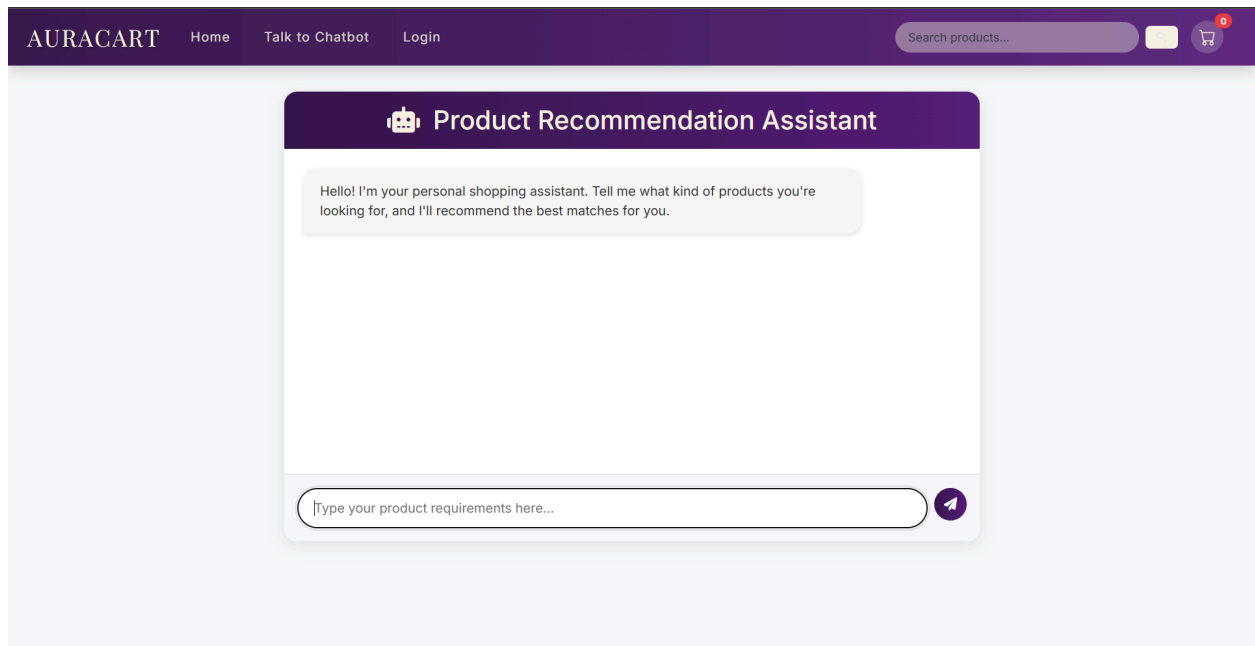 AURACART
Home
Talk to Chatbot
Login
Search products...
0
Product Recommendation Assistant
Hello! I'm your personal shopping assistant. Tell me what kind of products you're
looking for, and I'll recommend the best matches for you.
Type your product requirements here...